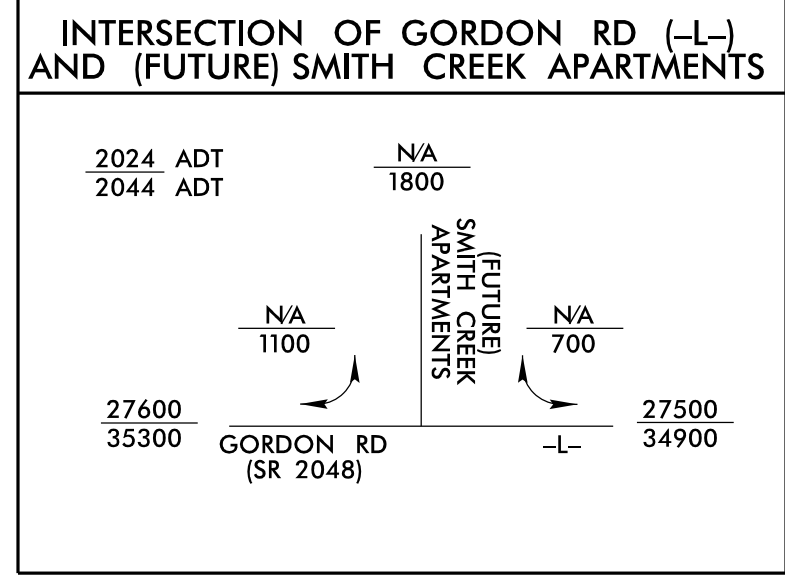 INTERSECTION OF GORDON RD (–L–)
AND (FUTURE) SMITH CREEK APARTMENTS
2024 ADT
2044 ADT
N/A
1800
(FUTURE)
SMITH CREEK
APARTMENTS
N/A
1100
N/A
700
27600
35300
GORDON RD
(SR 2048)
–L–
27500
34900